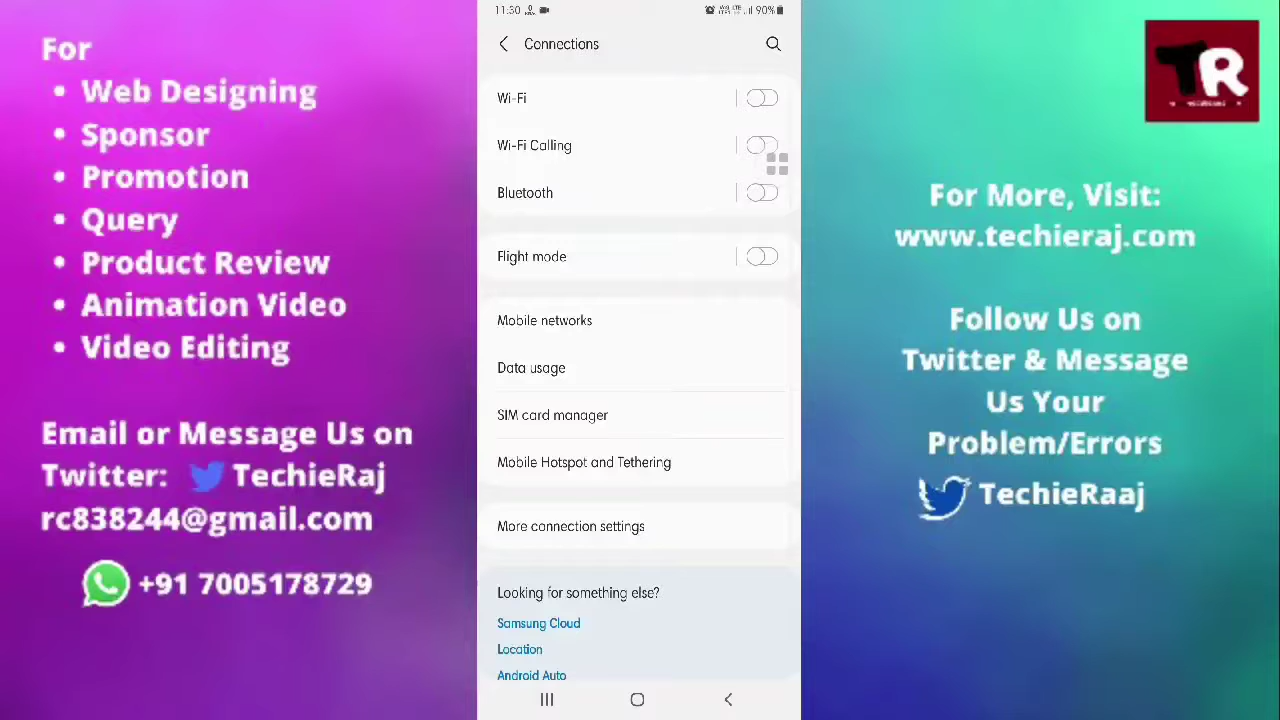 For
• Web Designing
• Sponsor
• Promotion
• Query
• Product Review
• Animation Video
• Video Editing
Email or Message Us on
Twitter: TechieRaj
rc838244@gmail.com
+91 7005178729
11:30
90%
Connections
Wi-Fi
Wi-Fi Calling
Bluetooth
Flight mode
Mobile networks
Data usage
SIM card manager
Mobile Hotspot and Tethering
More connection settings
Looking for something else?
Samsung Cloud
Location
Android Auto
TR
For More, Visit:
www.techieraj.com
Follow Us on
Twitter & Message
Us Your
Problem/Errors
TechieRaaj